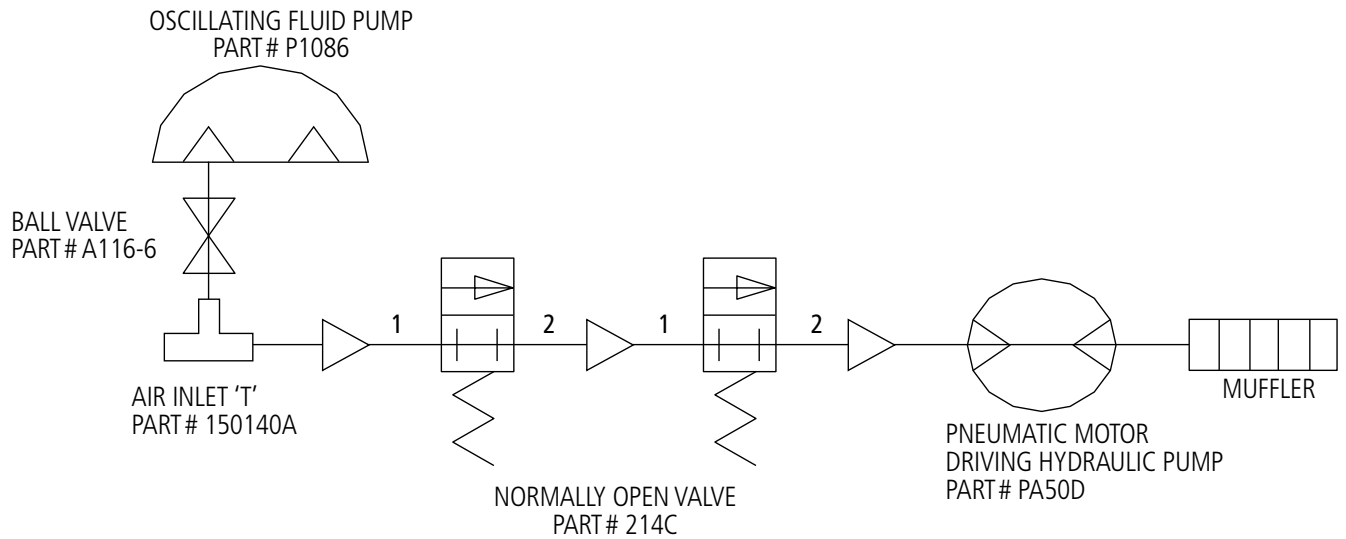 OSCILLATING FLUID PUMP
PART # P1086
BALL VALVE
PART # A116-6
1
2
1
2
AIR INLET ‘T’
PART # 150140A
MUFFLER
PNEUMATIC MOTOR
DRIVING HYDRAULIC PUMP
PART # PA50D
NORMALLY OPEN VALVE
PART # 214C